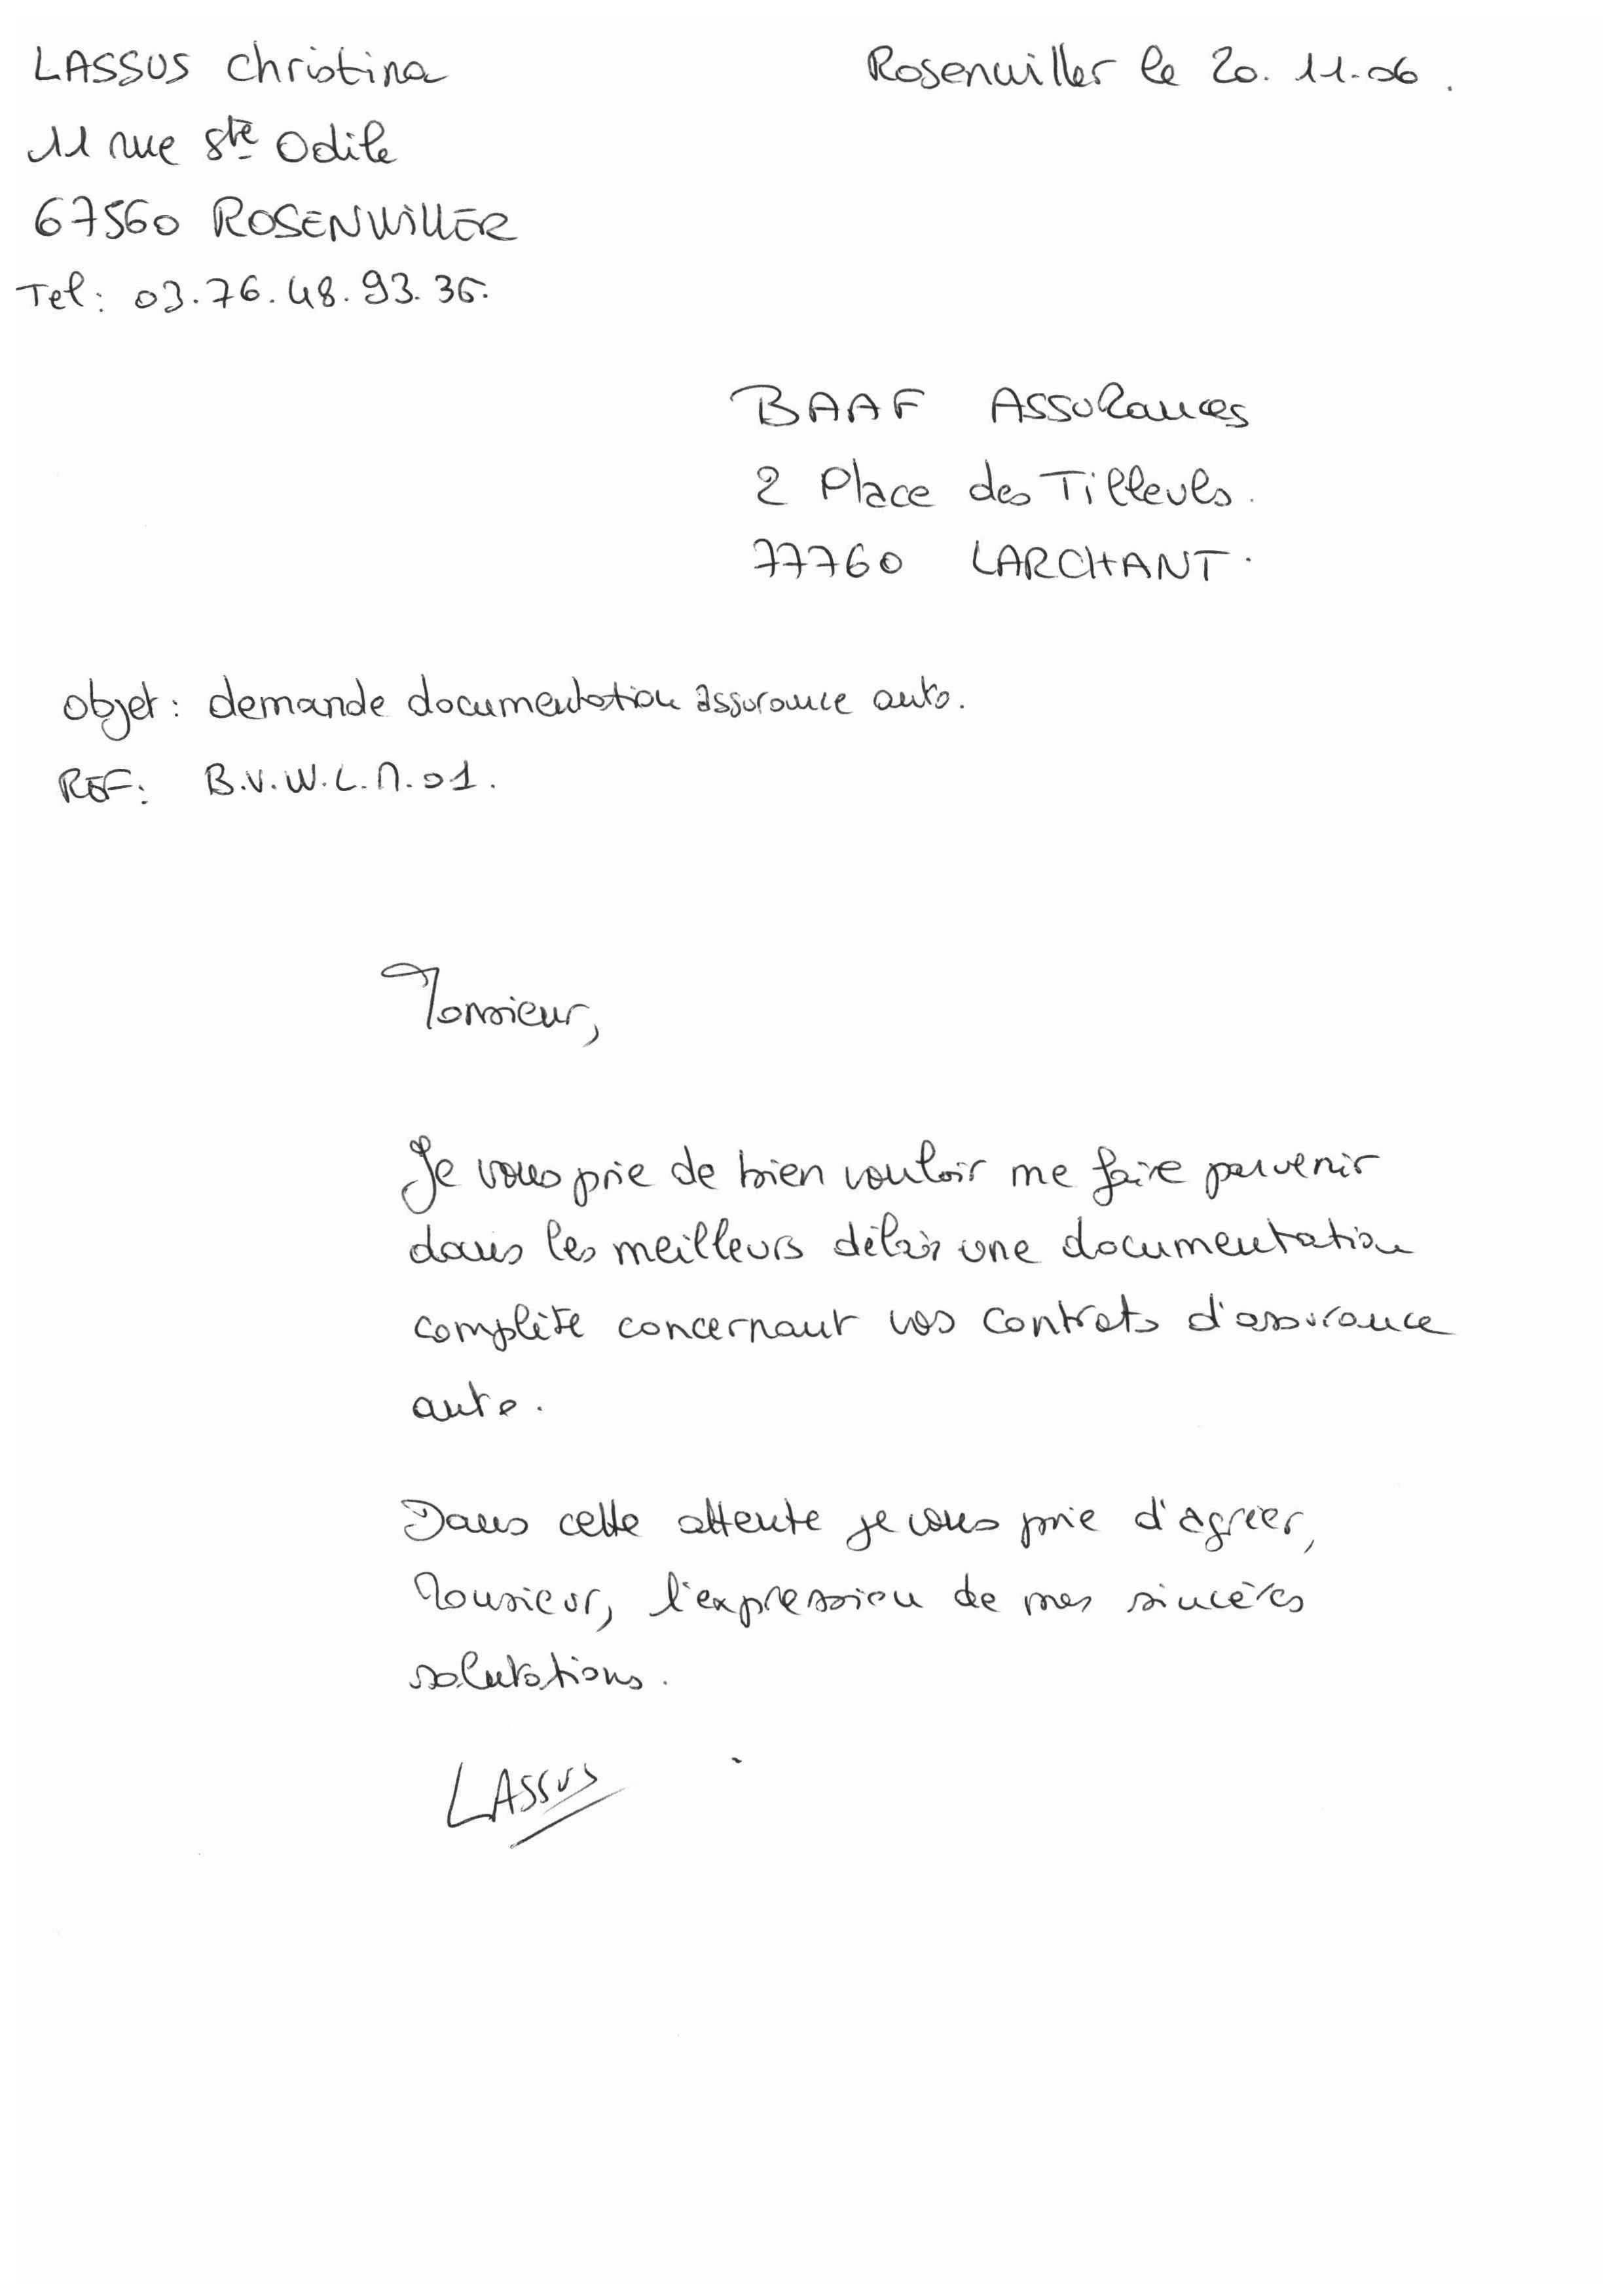 LASSUS Christina
Rosenwiller le 20.11.06.
11 rue Ste Odile
67560 ROSENWILLER
Tel: 03.76.48.93.36.
BAAF Assurances
2 Place des Tilleuls.
77760 LARCHANT.
objet: demande documentation assurance auto.
REF: B.V.W.L.M.01.
Monsieur,
Je vous prie de bien vouloir me faire parvenir
dans les meilleurs délais une documentation
complète concernant vos contrats d'assurance
auto.
Dans cette attente je vous prie d'agréer,
Monsieur, l'expression de mes sincères
salutations.
LASSUS